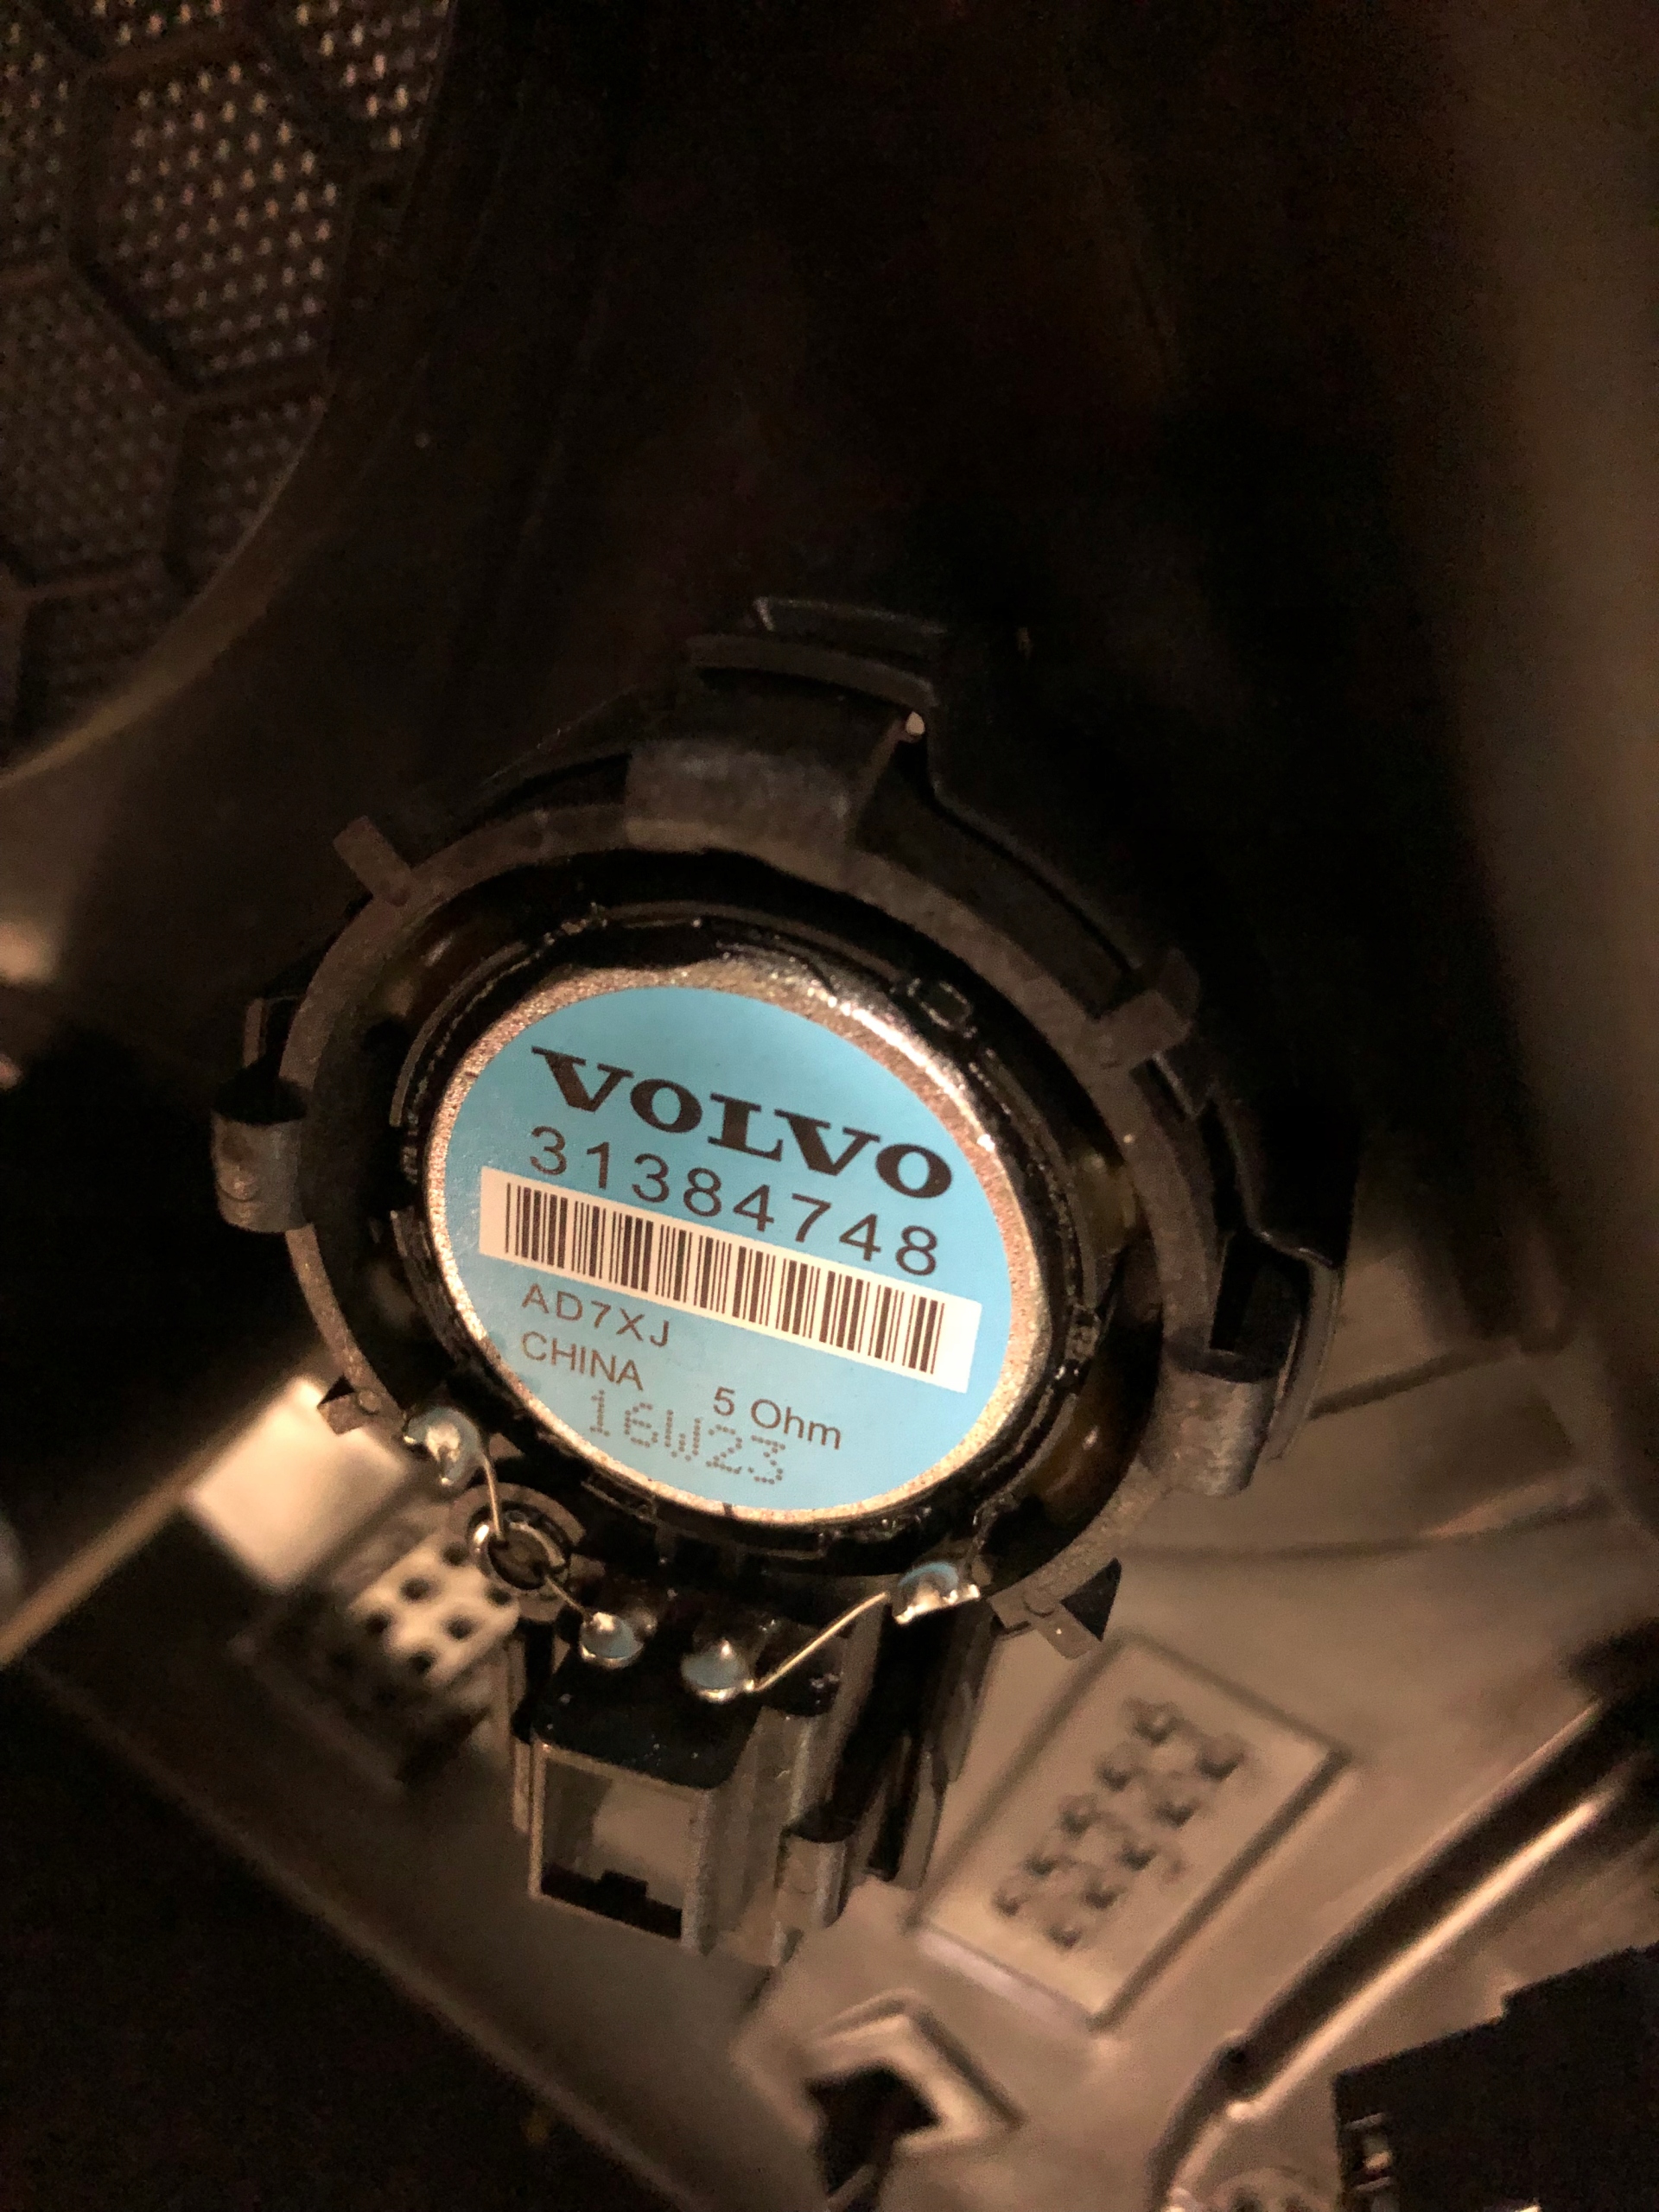 VOLVO
31384748
AD7XJ
CHINA
5 Ohm
16W23